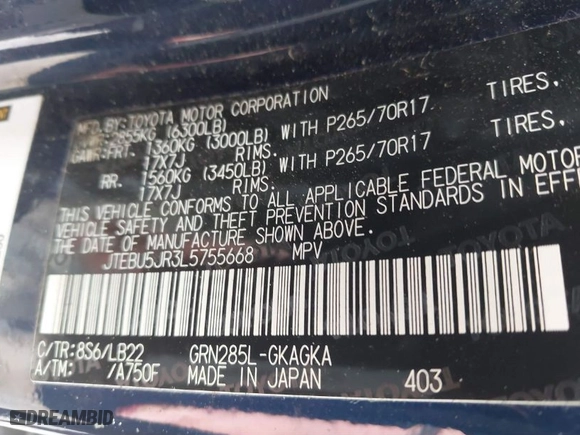 MFD.BY:TOYOTA MOTOR CORPORATION
2855KG (6300LB)
GAWR:FRT. 1360KG (3000LB) WITH P265/70R17 TIRES,
17X7J RIMS.
RR. 1560KG (3450LB) WITH P265/70R17 TIRES,
17X7J RIMS.
THIS VEHICLE CONFORMS TO ALL APPLICABLE FEDERAL MOTOR
VEHICLE SAFETY AND THEFT PREVENTION STANDARDS IN EFFE
THE DATE OF MANUFACTURE SHOWN ABOVE.
JTEBU5JR3L5755668 MPV
C/TR:8S6/LB22 GRN285L-GKAGKA
A/TM: /A750F MADE IN JAPAN 403
DREAMBID